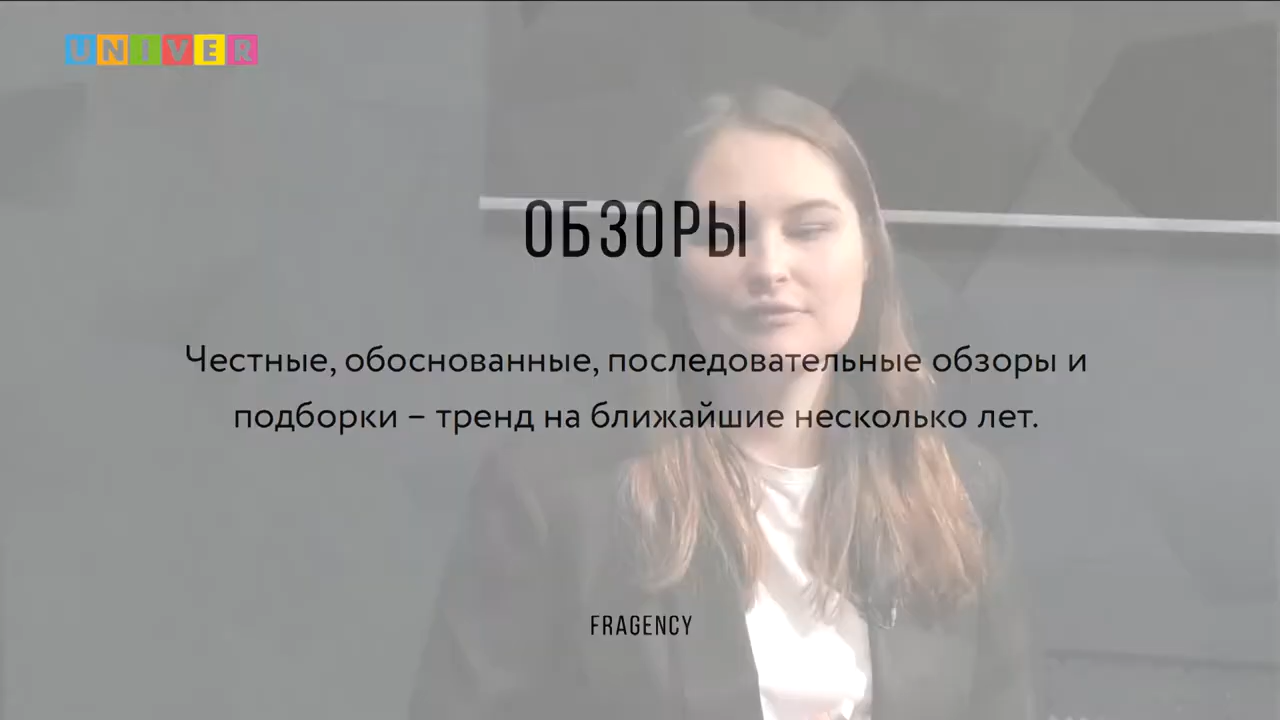 UNIVER
ОБЗОРЫ
Честные, обоснованные, последовательные обзоры и
подборки – тренд на ближайшие несколько лет.
FRAGENCY